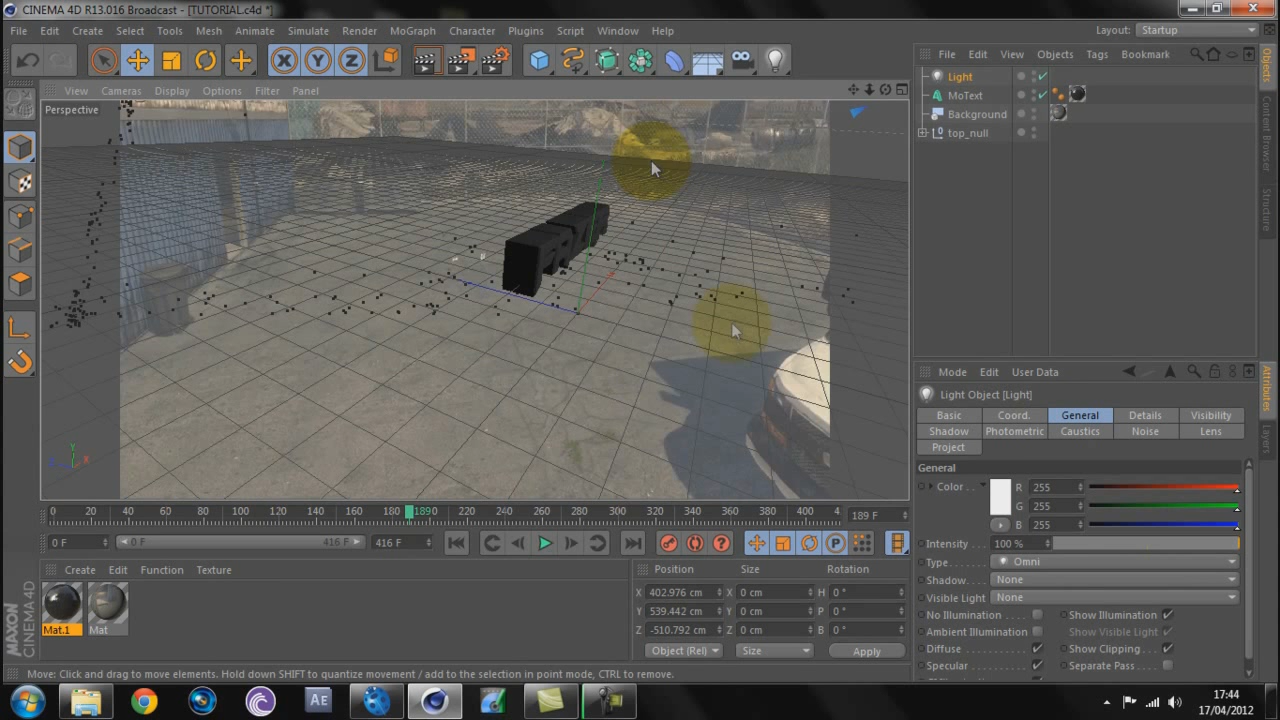 CINEMA 4D R13.016 Broadcast - [TUTORIAL.c4d *]
File Edit Create Select Tools Mesh Animate Simulate Render MoGraph Character Plugins Script Window Help Layout: Startup
File Edit View Objects Tags Bookmark
Light
MoText
Background
top_null
Objects
Content Browser
Structure
View Cameras Display Options Filter Panel
Perspective
Y
Z X
Mode Edit User Data
Light Object [Light]
Basic Coord. General Details Visibility
Shadow Photometric Caustics Noise Lens
Project
Attributes
Layers
General
Color . . R 255
G 255
B 255
Intensity 100 %
Type . . . . . Omni
Shadow. . . . None
Visible Light None
No Illumination . . . . Show Illumination
Ambient Illumination Show Visible Light
Diffuse . . . . . . . . . . Show Clipping . . .
Specular . . . . . . . . . Separate Pass . . .
0 20 40 60 80 100 120 140 160 180 1890 220 240 260 280 300 320 340 360 380 400 4 189 F
0 F 0 F 416 F 416 F
Create Edit Function Texture
Mat.1 Mat
Position Size Rotation
X 402.976 cm X 0 cm H 0 °
Y 539.442 cm Y 0 cm P 0 °
Z -510.792 cm Z 0 cm B 0 °
Object (Rel) Size Apply
MAXON CINEMA 4D
Move: Click and drag to move elements. Hold down SHIFT to quantize movement / add to the selection in point mode, CTRL to remove.
Ae
17:44
17/04/2012